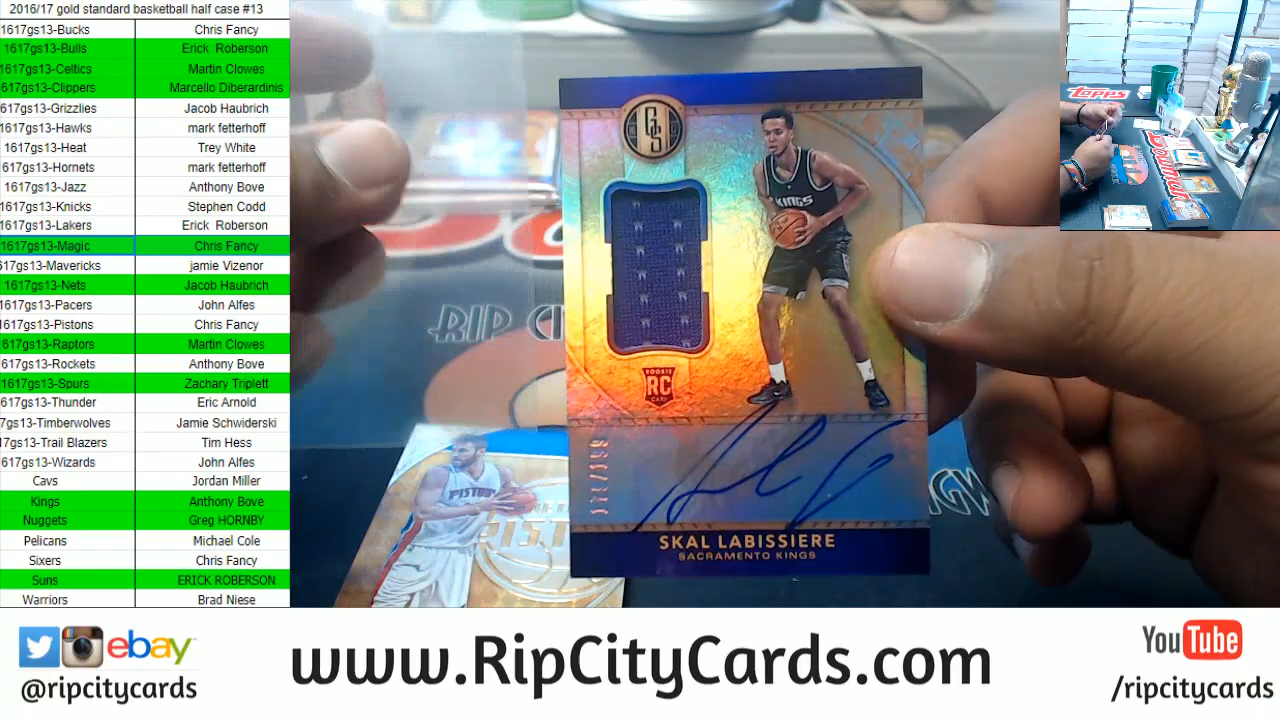 2016/17 gold standard basketball half case #13
1617gs13-Bucks Chris Fancy
1617gs13-Bulls Erick Roberson
1617gs13-Celtics Martin Clowes
617gs13-Clippers Marcello Diberardinis
617gs13-Grizzlies Jacob Haubrich
617gs13-Hawks mark fetterhoff
1617gs13-Heat Trey White
617gs13-Hornets mark fetterhoff
1617gs13-Jazz Anthony Bove
1617gs13-Knicks Stephen Codd
1617gs13-Lakers Erick Roberson
1617gs13-Magic Chris Fancy
617gs13-Mavericks jamie Vizenor
1617gs13-Nets Jacob Haubrich
1617gs13-Pacers John Alfes
1617gs13-Pistons Chris Fancy
1617gs13-Raptors Martin Clowes
1617gs13-Rockets Anthony Bove
1617gs13-Spurs Zachary Triplett
617gs13-Thunder Eric Arnold
7gs13-Timberwolves Jamie Schwiderski
17gs13-Trail Blazers Tim Hess
617gs13-Wizards John Alfes
Cavs Jordan Miller
Kings Anthony Bove
Nuggets Greg HORNBY
Pelicans Michael Cole
Sixers Chris Fancy
Suns ERICK ROBERSON
Warriors Brad Niese
GS
KINGS
ROOKIE
RC
CARD
SKAL LABISSIERE
SACRAMENTO KINGS
RIP
PISTONS
Topps
Bowman
ebay
@ripcitycards
www.RipCityCards.com
YouTube
/ripcitycards